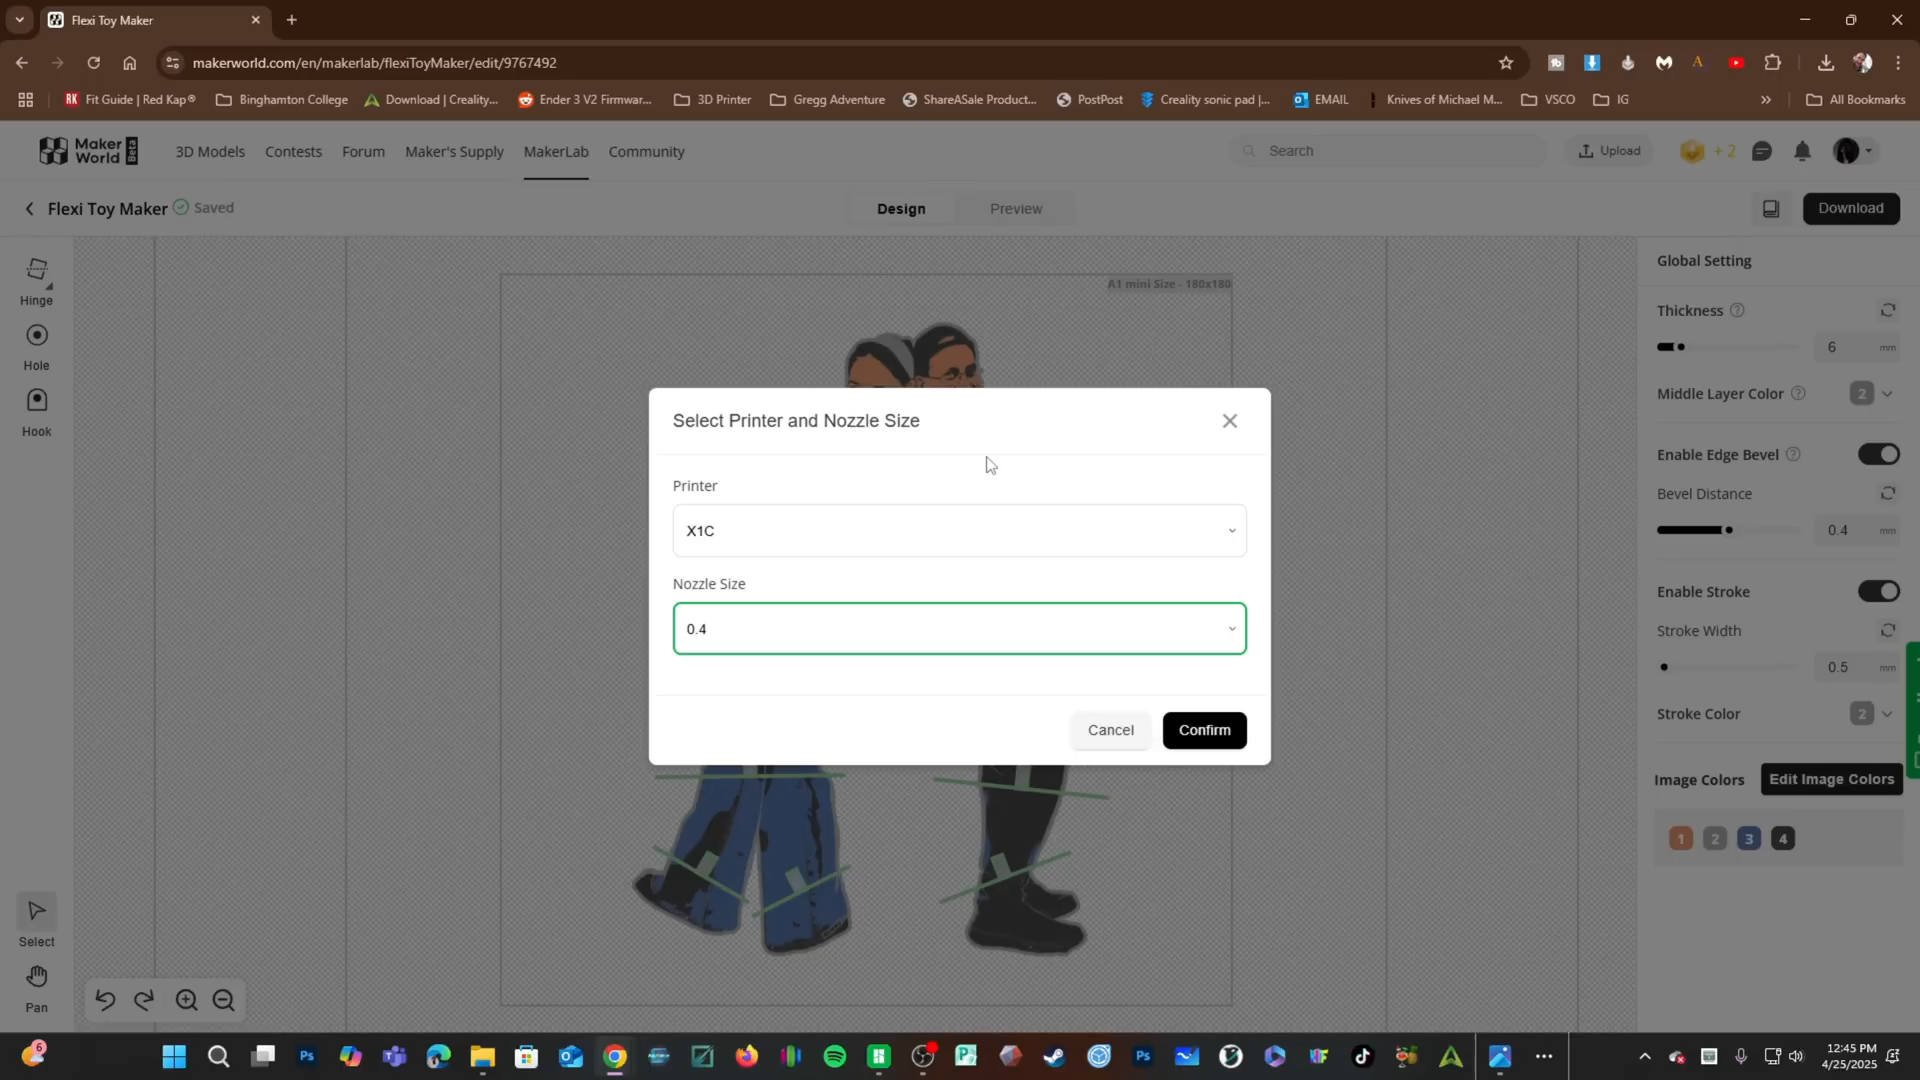 Flexi Toy Maker
makerworld.com/en/makerlab/flexiToyMaker/edit/9767492
RK Fit Guide | Red Kap®
Binghamton College
Download | Creality...
Ender 3 V2 Firmwar...
3D Printer
Gregg Adventure
ShareASale Product...
PostPost
Creality sonic pad |...
EMAIL
Knives of Michael M...
VSCO
IG
All Bookmarks
Maker World Beta
3D Models
Contests
Forum
Maker's Supply
MakerLab
Community
Search
Upload
+ 2
Flexi Toy Maker
Saved
Design
Preview
Download
Hinge
Hole
Hook
Select
Pan
A1 mini Size - 180x180
Select Printer and Nozzle Size
Printer
X1C
Nozzle Size
0.4
Cancel
Confirm
Global Setting
Thickness
6 mm
Middle Layer Color 2
Enable Edge Bevel
Bevel Distance
0.4 mm
Enable Stroke
Stroke Width
0.5 mm
Stroke Color 2
Image Colors
Edit Image Colors
1 2 3 4
6
12:45 PM
4/25/2025